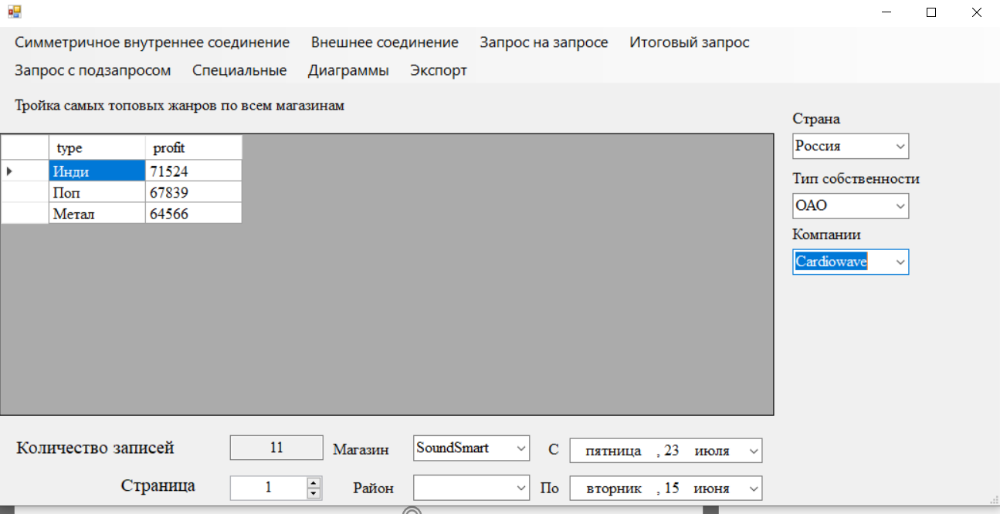 Симметричное внутреннее соединение Внешнее соединение Запрос на запросе Итоговый запрос
Запрос с подзапросом Специальные Диаграммы Экспорт
Тройка самых топовых жанров по всем магазинам
type profit
Инди 71524
Поп 67839
Метал 64566
Страна
Россия
Тип собственности
ОАО
Компании
Cardiowave
Количество записей 11 Магазин SoundSmart С пятница , 23 июля
Страница 1 Район По вторник , 15 июня